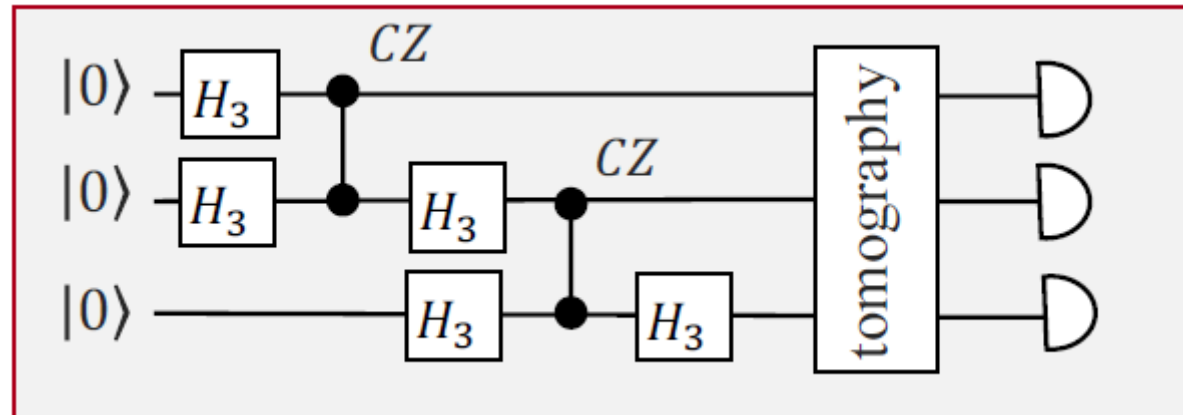 CZ
|0⟩ H₃
CZ
|0⟩ H₃ H₃
|0⟩ H₃ H₃
tomography